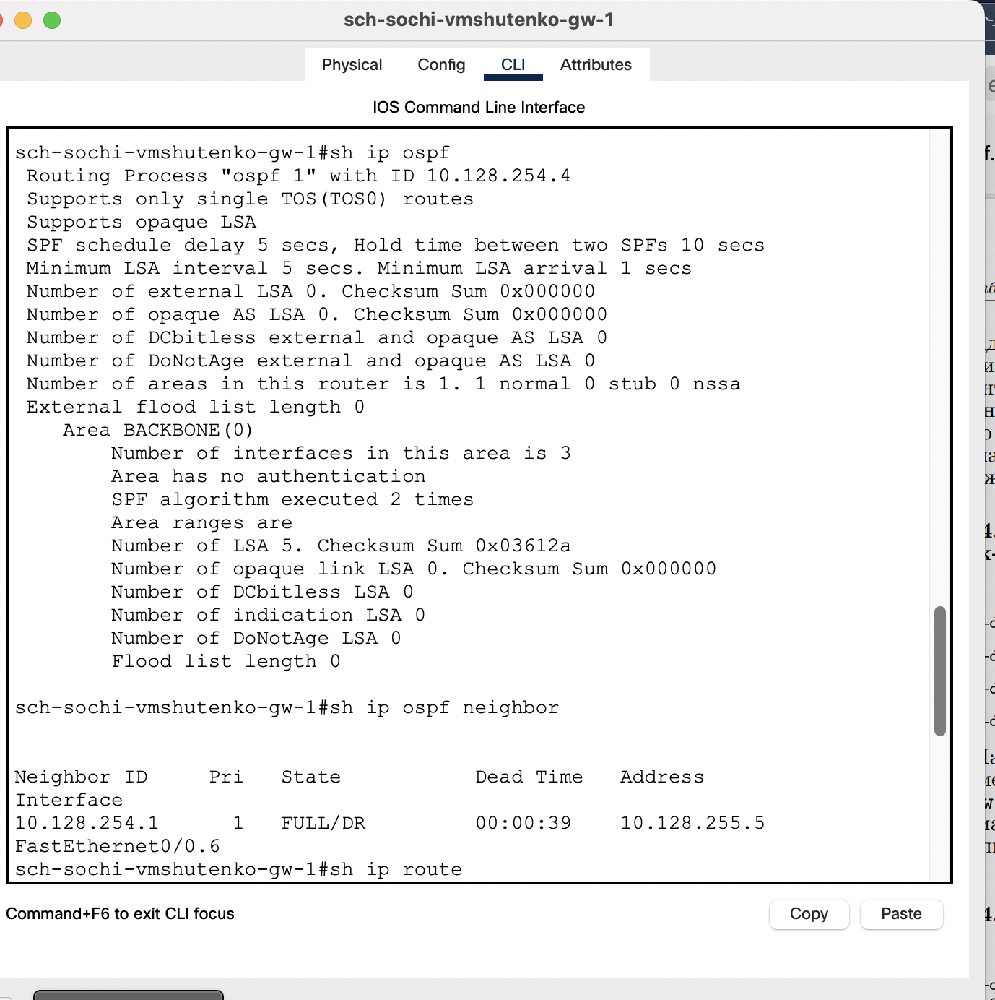 sch-sochi-vmshutenko-gw-1
Physical Config CLI Attributes
IOS Command Line Interface
sch-sochi-vmshutenko-gw-1#sh ip ospf
Routing Process "ospf 1" with ID 10.128.254.4
Supports only single TOS(TOS0) routes
Supports opaque LSA
SPF schedule delay 5 secs, Hold time between two SPFs 10 secs
Minimum LSA interval 5 secs. Minimum LSA arrival 1 secs
Number of external LSA 0. Checksum Sum 0x000000
Number of opaque AS LSA 0. Checksum Sum 0x000000
Number of DCbitless external and opaque AS LSA 0
Number of DoNotAge external and opaque AS LSA 0
Number of areas in this router is 1. 1 normal 0 stub 0 nssa
External flood list length 0
Area BACKBONE(0)
Number of interfaces in this area is 3
Area has no authentication
SPF algorithm executed 2 times
Area ranges are
Number of LSA 5. Checksum Sum 0x03612a
Number of opaque link LSA 0. Checksum Sum 0x000000
Number of DCbitless LSA 0
Number of indication LSA 0
Number of DoNotAge LSA 0
Flood list length 0
sch-sochi-vmshutenko-gw-1#sh ip ospf neighbor
Neighbor ID Pri State Dead Time Address
Interface
10.128.254.1 1 FULL/DR 00:00:39 10.128.255.5
FastEthernet0/0.6
sch-sochi-vmshutenko-gw-1#sh ip route
Command+F6 to exit CLI focus
Copy Paste